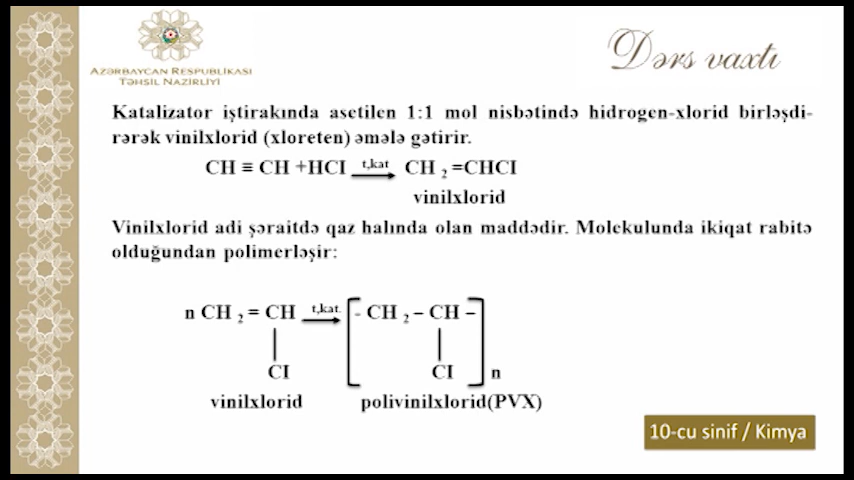 AZƏRBAYCAN RESPUBLİKASI
TƏHSİL NAZİRLİYİ
Dərs vaxtı
Katalizator iştirakında asetilen 1:1 mol nisbətində hidrogen-xlorid birləşdi-
rərək vinilxlorid (xloreten) əmələ gətirir.
CH ≡ CH +HCI t,kat CH 2 =CHCI
vinilxlorid
Vinilxlorid adi şəraitdə qaz halında olan maddədir. Molekulunda ikiqat rabitə
olduğundan polimerləşir:
n CH 2 = CH t,kat. - CH 2 – CH –
CI CI n
vinilxlorid polivinilxlorid(PVX)
10-cu sinif / Kimya